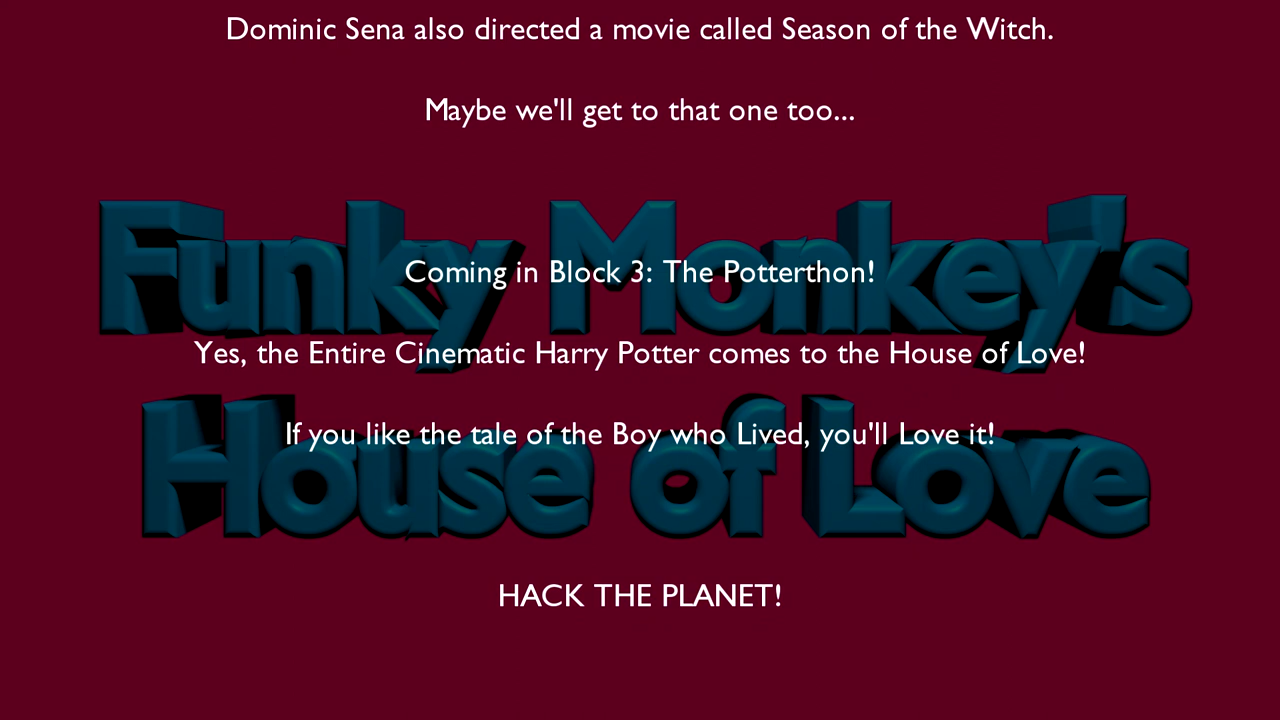 Dominic Sena also directed a movie called Season of the Witch.
Maybe we'll get to that one too...
Funky Monkey's
Coming in Block 3: The Potterthon!
Yes, the Entire Cinematic Harry Potter comes to the House of Love!
House of Love
If you like the tale of the Boy who Lived, you'll Love it!
HACK THE PLANET!